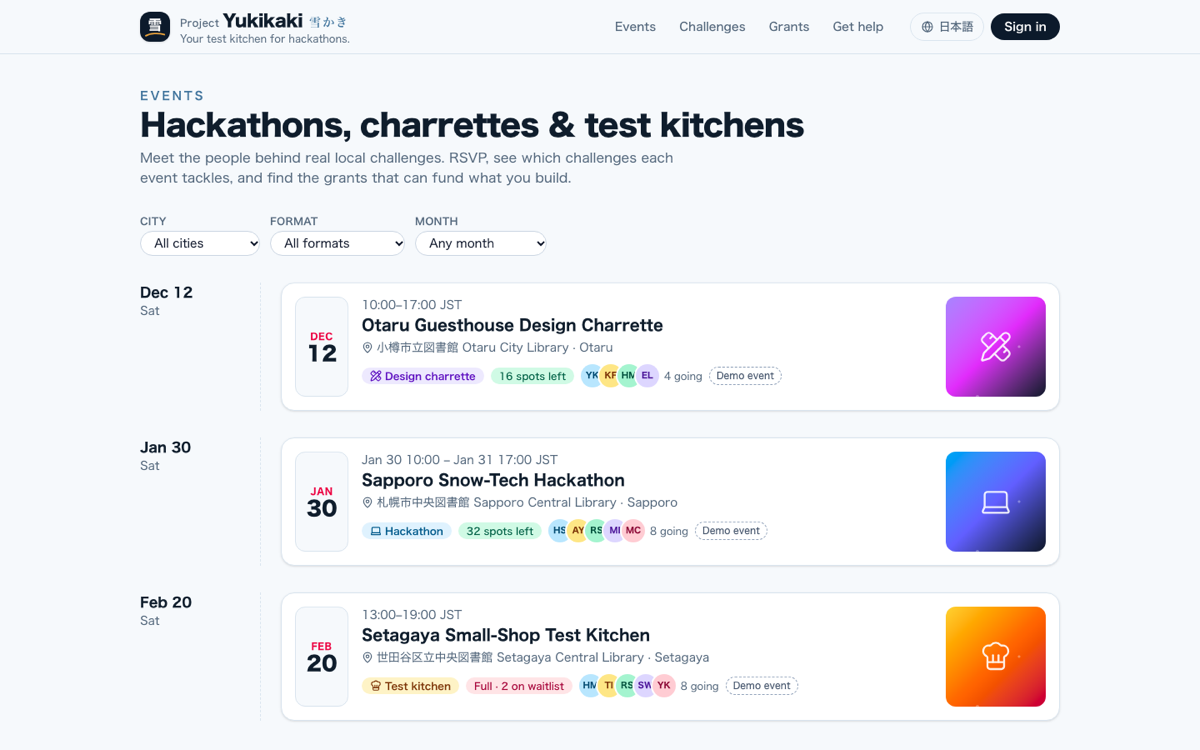 雪
Project Yukikaki 雪かき
Your test kitchen for hackathons.
Events
Challenges
Grants
Get help
日本語
Sign in
EVENTS
Hackathons, charrettes & test kitchens
Meet the people behind real local challenges. RSVP, see which challenges each
event tackles, and find the grants that can fund what you build.
CITY
FORMAT
MONTH
All cities
All formats
Any month
Dec 12
Sat
DEC
12
10:00–17:00 JST
Otaru Guesthouse Design Charrette
小樽市立図書館 Otaru City Library · Otaru
Design charrette
16 spots left
YK
KF
HM
EL
4 going
Demo event
Jan 30
Sat
JAN
30
Jan 30 10:00 – Jan 31 17:00 JST
Sapporo Snow-Tech Hackathon
札幌市中央図書館 Sapporo Central Library · Sapporo
Hackathon
32 spots left
HS
AY
RS
MC
8 going
Demo event
Feb 20
Sat
FEB
20
13:00–19:00 JST
Setagaya Small-Shop Test Kitchen
世田谷区立中央図書館 Setagaya Central Library · Setagaya
Test kitchen
Full · 2 on waitlist
HM
TI
RS
SW
YK
8 going
Demo event